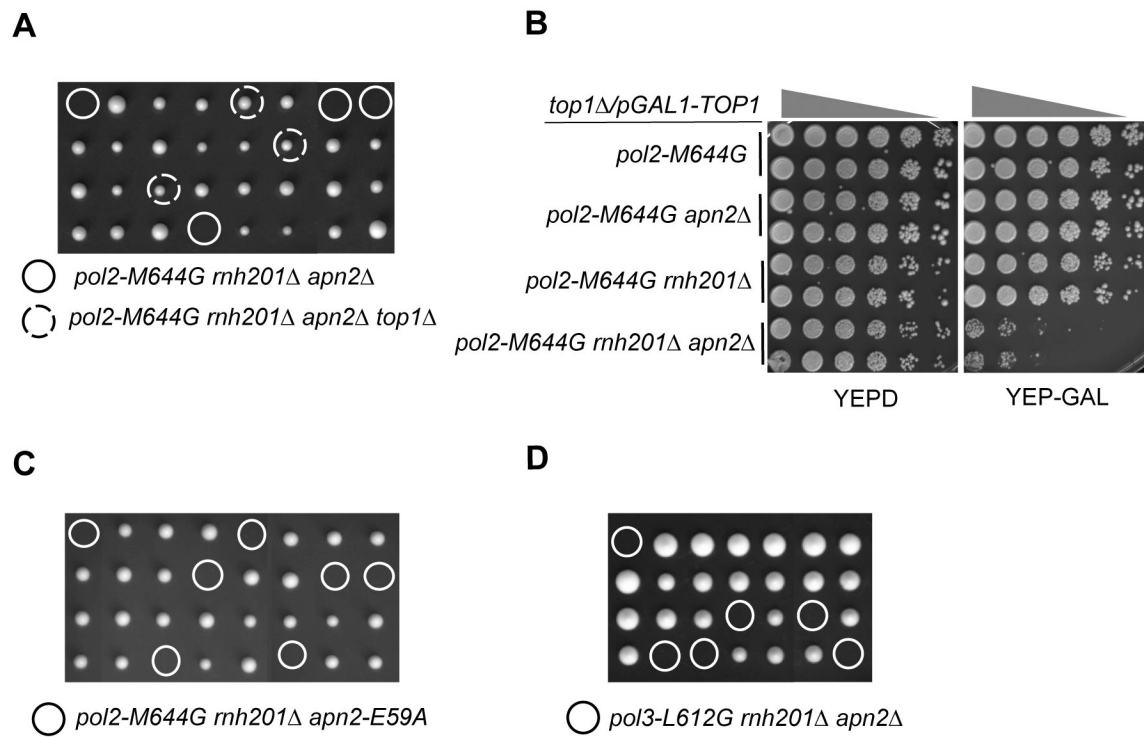 A
pol2-M644G rnh201Δ apn2Δ
pol2-M644G rnh201Δ apn2Δ top1Δ
B
top1Δ/pGAL1-TOP1
pol2-M644G
pol2-M644G apn2Δ
pol2-M644G rnh201Δ
pol2-M644G rnh201Δ apn2Δ
YEPD YEP-GAL
C
pol2-M644G rnh201Δ apn2-E59A
D
pol3-L612G rnh201Δ apn2Δ